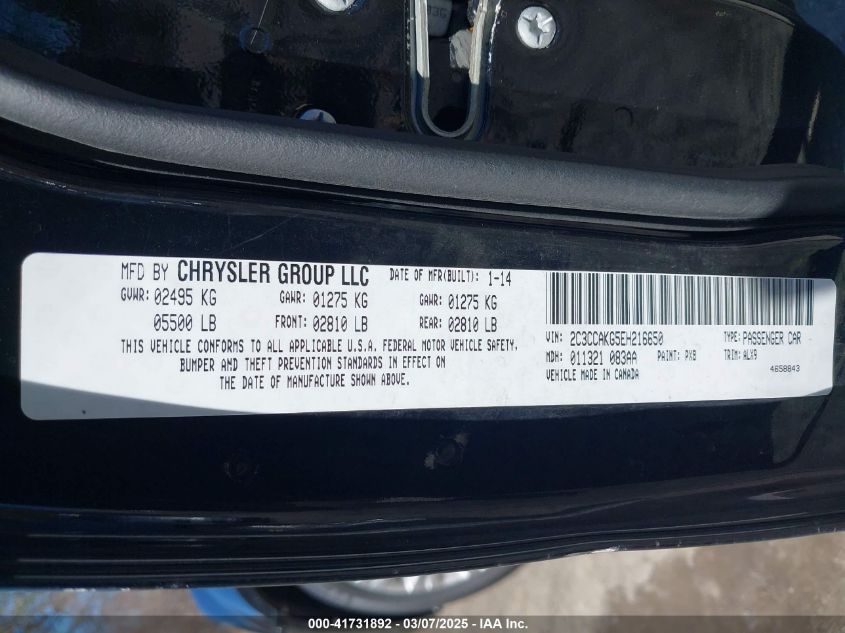 MFD BY CHRYSLER GROUP LLC DATE OF MFR(BUILT): 1-14
GVWR: 02495 KG GAWR: 01275 KG GAWR: 01275 KG
05500 LB FRONT: 02810 LB REAR: 02810 LB
THIS VEHICLE CONFORMS TO ALL APPLICABLE U.S.A. FEDERAL MOTOR VEHICLE SAFETY,
BUMPER AND THEFT PREVENTION STANDARDS IN EFFECT ON
THE DATE OF MANUFACTURE SHOWN ABOVE.
VIN: 2C3CCAKG5EH216650 TYPE: PASSENGER CAR
MDH: 011321 083AA PAINT: PX8 TRIM: ALX9
VEHICLE MADE IN CANADA 4658843
000-41731892 — 03/07/2025 — IAA Inc.